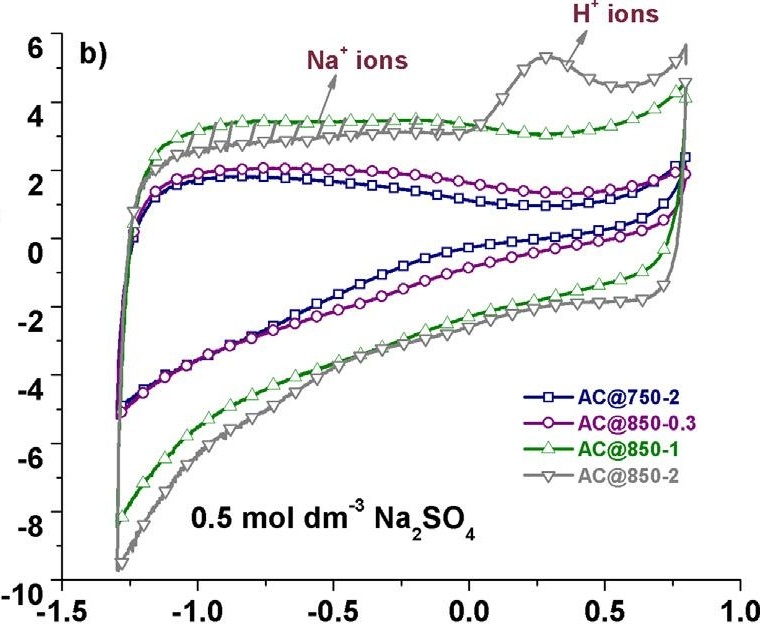 H+ ions
b)
Na+ ions
6
4
2
0
-2
-4
-6
-8
-10
AC@750-2
AC@850-0.3
AC@850-1
AC@850-2
0.5 mol dm-3 Na2SO4
-1.5 -1.0 -0.5 0.0 0.5 1.0